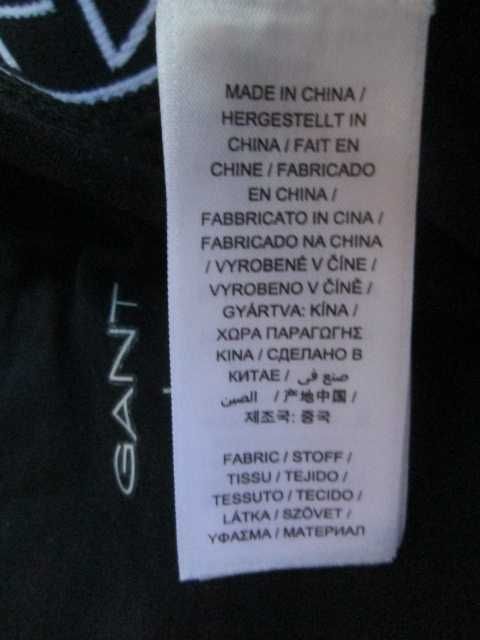 MADE IN CHINA /
HERGESTELLT IN
CHINA / FAIT EN
CHINE / FABRICADO
EN CHINA /
FABBRICATO IN CINA /
FABRICADO NA CHINA
/ VYROBENĚ V ČÍNE /
VYROBENO V ČÍNĚ /
GYÁRTVA: KÍNA /
ΧΩΡΑ ΠΑΡΑΓΩΓΗΣ
ΚΙΝΑ / СДЕЛАНО В
КИТАЕ / صنع في
الصين / 产地中国 /
제조국: 중국
FABRIC / STOFF /
TISSU / TEJIDO /
TESSUTO / TECIDO /
LÁTKA / SZÖVET /
ΥΦΑΣΜΑ / МАТЕРИАЛ
GANT